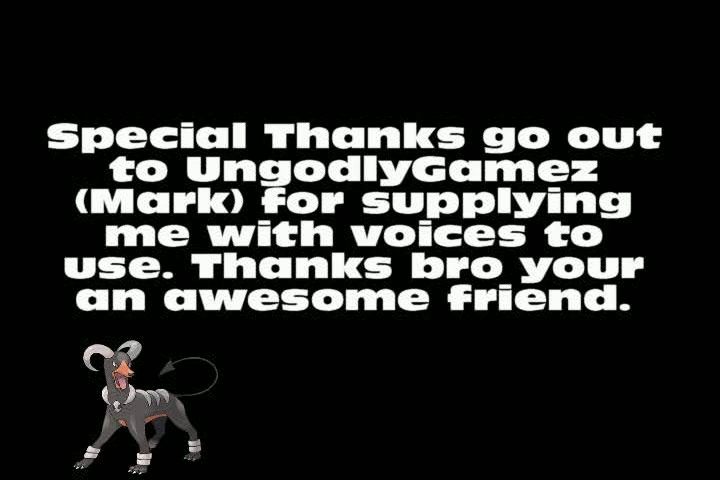 Special Thanks go out
to UngodlyGamez
(Mark) for supplying
me with voices to
use. Thanks bro your
an awesome friend.